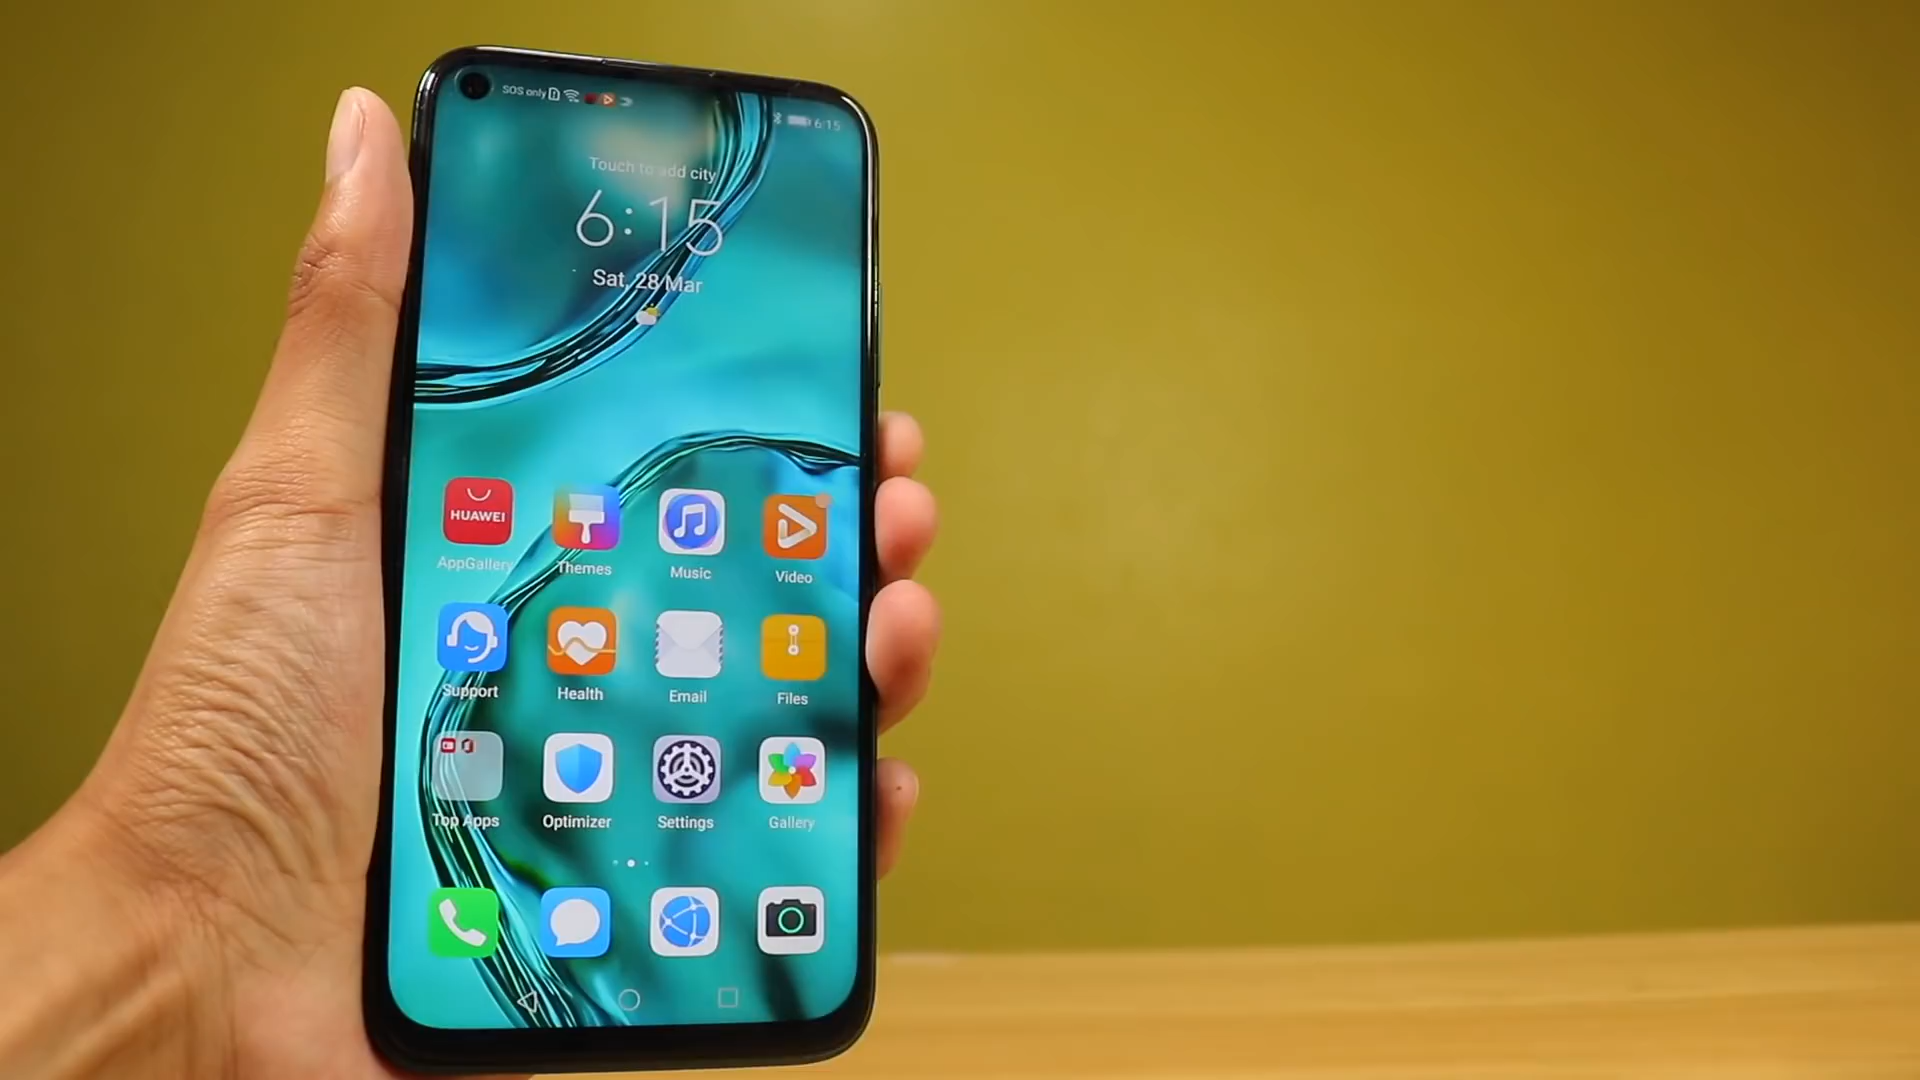 SOS only
6:15
Touch to add city
6:15
Sat, 28 Mar
HUAWEI
AppGallery
Themes
Music
Video
Support
Health
Email
Files
Top Apps
Optimizer
Settings
Gallery